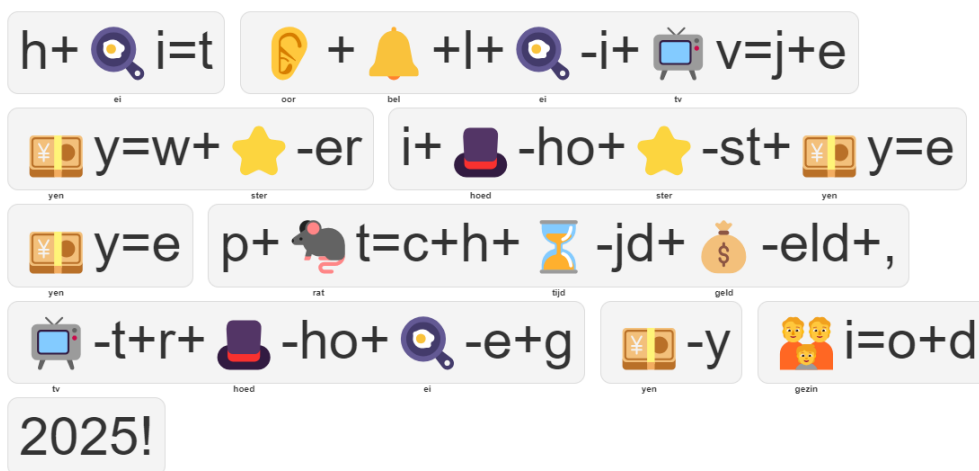 h+ i=t + +l+ -i+ v=j+e
ei oor bel ei tv
y=w+ -er i+ -ho+ -st+ y=e
yen ster hoed ster yen
y=e p+ t=c+h+ -jd+ -eld+,
yen rat tijd geld
-t+r+ -ho+ -e+g -y i=o+d
tv hoed ei yen gezin
2025!